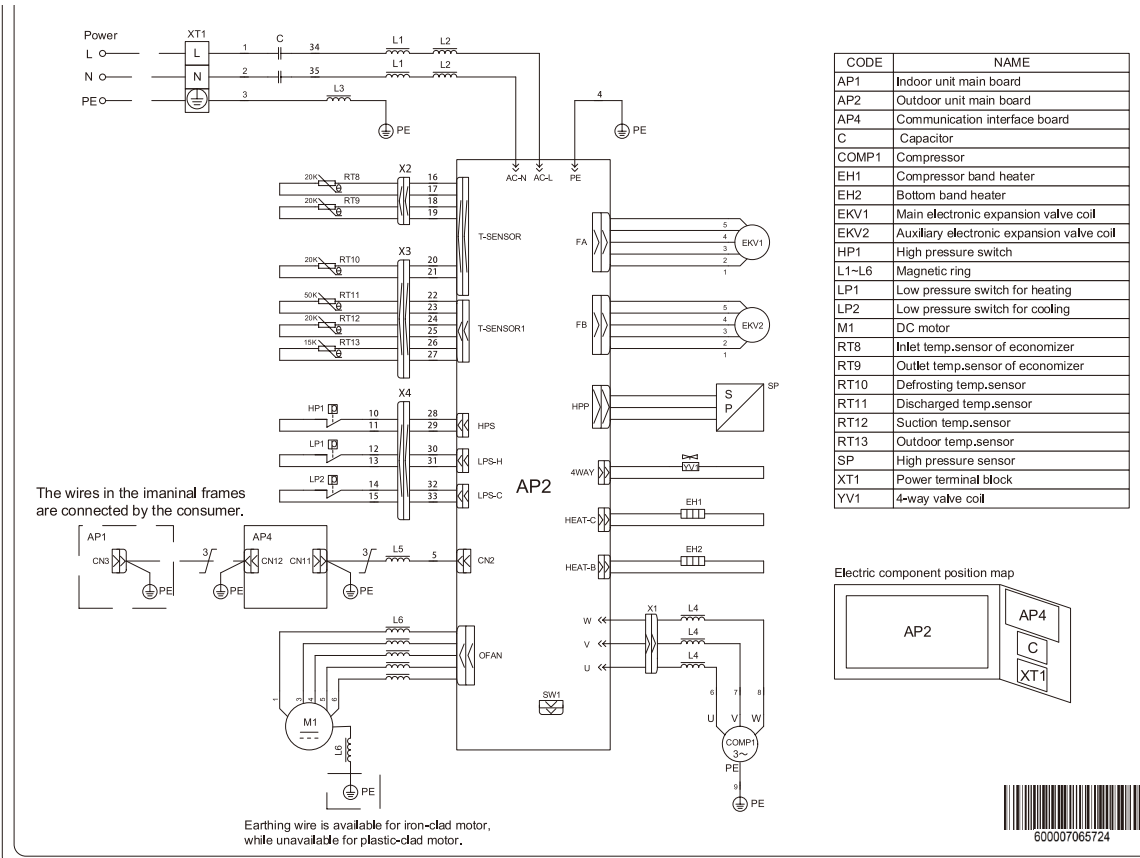 Power
XT1
L
L
1
C
34
L1
L2
N
N
2
35
L1
L2
PE
3
L3
PE
4
PE
AC-N AC-L PE
20K RT8 X2 16
17
20K RT9 18
19
T-SENSOR
X3
20K RT10 20
21
50K RT11 22
23
20K RT12 24
25
T-SENSOR1
15K RT13 26
27
X4
HP1 P 10 28
11 29 HPS
LP1 P 12 30
13 31 LPS-H
LP2 P 14 32
15 33 LPS-C
AP2
The wires in the imaninal frames
are connected by the consumer.
AP1
CN3
PE
3
AP4
CN12 CN11
PE
PE
3
L5
5
CN2
L6
OFAN
1 3 4 5 6
M1
L6
PE
Earthing wire is available for iron-clad motor,
while unavailable for plastic-clad motor.
FA
5
4
3
2
1
EKV1
FB
5
4
3
2
1
EKV2
HPP
S
P
SP
4WAY
YV1
HEAT-C
EH1
HEAT-B
EH2
W
V
U
X1
L4
L4
L4
SW1
6 7 8
U V W
COMP1
3~
PE
9
PE
CODE NAME
AP1 Indoor unit main board
AP2 Outdoor unit main board
AP4 Communication interface board
C Capacitor
COMP1 Compressor
EH1 Compressor band heater
EH2 Bottom band heater
EKV1 Main electronic expansion valve coil
EKV2 Auxiliary electronic expansion valve coil
HP1 High pressure switch
L1~L6 Magnetic ring
LP1 Low pressure switch for heating
LP2 Low pressure switch for cooling
M1 DC motor
RT8 Inlet temp.sensor of economizer
RT9 Outlet temp.sensor of economizer
RT10 Defrosting temp.sensor
RT11 Discharged temp.sensor
RT12 Suction temp.sensor
RT13 Outdoor temp.sensor
SP High pressure sensor
XT1 Power terminal block
YV1 4-way valve coil
Electric component position map
AP2
AP4
C
XT1
600007065724